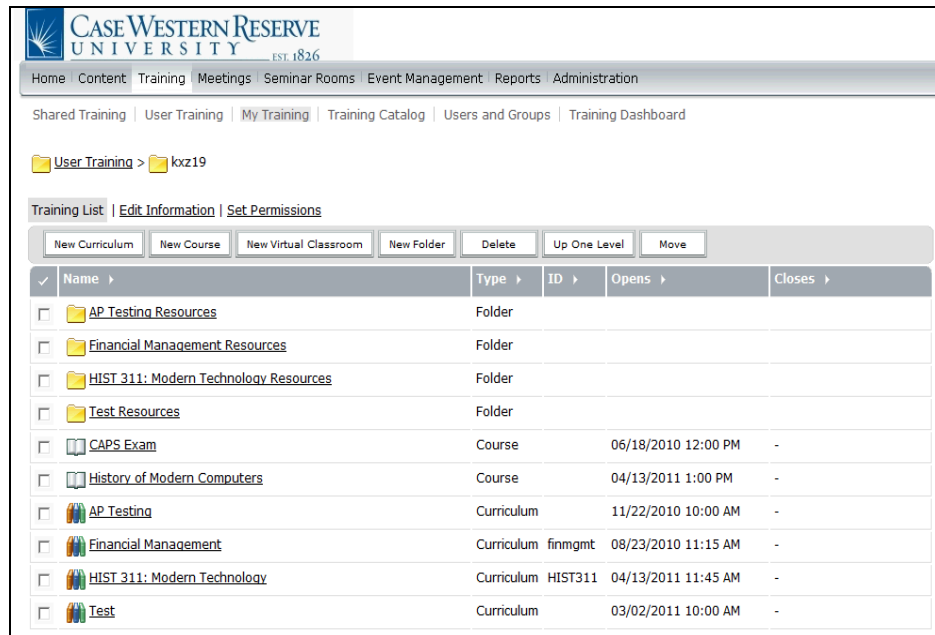 CASE WESTERN RESERVE
UNIVERSITY EST. 1826
Home Content Training Meetings Seminar Rooms Event Management Reports Administration
Shared Training User Training My Training Training Catalog Users and Groups Training Dashboard
User Training > kxz19
Training List | Edit Information | Set Permissions
New Curriculum New Course New Virtual Classroom New Folder Delete Up One Level Move
Name Type ID Opens Closes
AP Testing Resources Folder
Financial Management Resources Folder
HIST 311: Modern Technology Resources Folder
Test Resources Folder
CAPS Exam Course 06/18/2010 12:00 PM -
History of Modern Computers Course 04/13/2011 1:00 PM -
AP Testing Curriculum 11/22/2010 10:00 AM -
Financial Management Curriculum finmgmt 08/23/2010 11:15 AM -
HIST 311: Modern Technology Curriculum HIST311 04/13/2011 11:45 AM -
Test Curriculum 03/02/2011 10:00 AM -